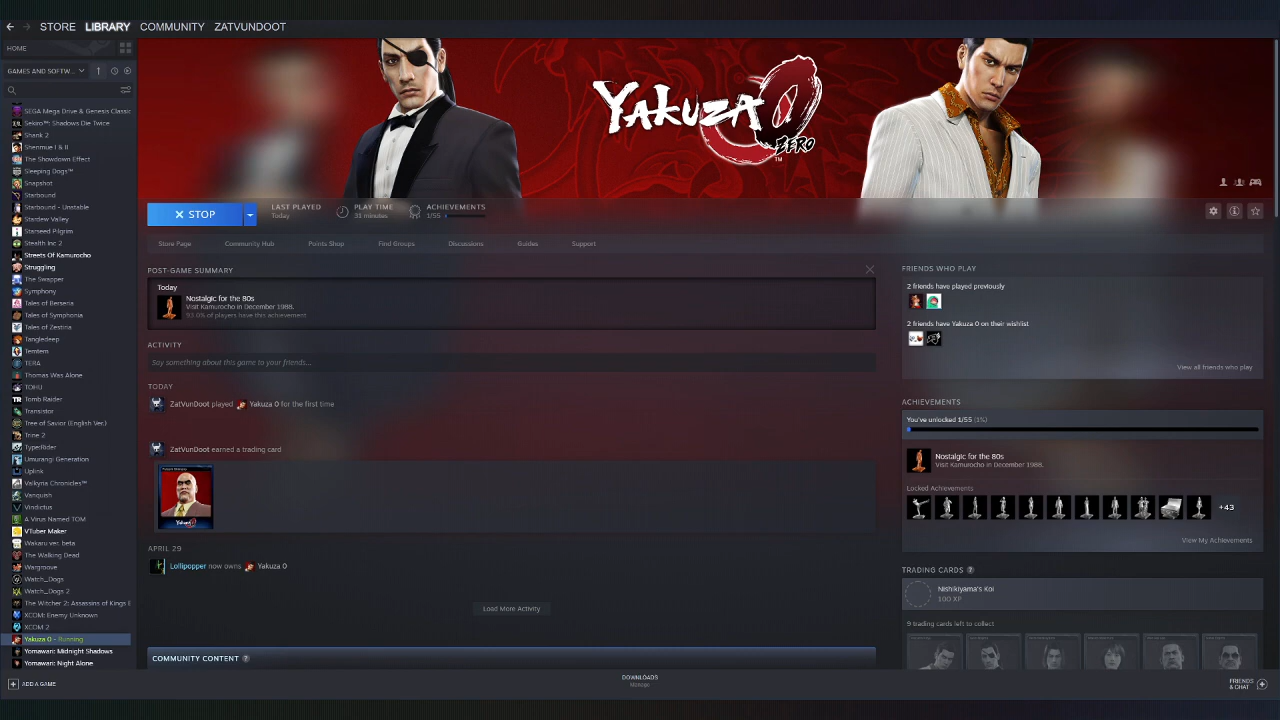 STORE LIBRARY COMMUNITY ZATVUNDOOT
HOME
GAMES AND SOFTW...
SEGA Mega Drive & Genesis Classic
Sekiro™: Shadows Die Twice
Shank 2
Shenmue I & II
The Showdown Effect
Sleeping Dogs™
Snapshot
Starbound
Starbound - Unstable
Stardew Valley
Starseed Pilgrim
Stealth Inc 2
Streets Of Kamurocho
Struggling
The Swapper
Symphony
Tales of Berseria
Tales of Symphonia
Tales of Zestiria
Tangledeep
Temtem
TERA
Thomas Was Alone
TOHU
Tomb Raider
Transistor
Tree of Savior (English Ver.)
Trine 2
Type:Rider
Umurangi Generation
Uplink
Valkyria Chronicles™
Vanquish
Vindictus
A Virus Named TOM
VTuber Maker
Wakaru ver. beta
The Walking Dead
Wargroove
Watch_Dogs
Watch_Dogs 2
The Witcher 2: Assassins of Kings E
XCOM: Enemy Unknown
XCOM 2
Yakuza 0 - Running
Yomawari: Midnight Shadows
Yomawari: Night Alone
ADD A GAME
YAKUZA 0
ZERO
™
STOP
LAST PLAYED
Today
PLAY TIME
31 minutes
ACHIEVEMENTS
1/55
Store Page Community Hub Points Shop Find Groups Discussions Guides Support
POST-GAME SUMMARY
Today
Nostalgic for the 80s
Visit Kamurocho in December 1988.
93.0% of players have this achievement
ACTIVITY
Say something about this game to your friends...
TODAY
ZatVunDoot played Yakuza 0 for the first time
ZatVunDoot earned a trading card
APRIL 29
Lollipopper now owns Yakuza 0
Load More Activity
COMMUNITY CONTENT ?
FRIENDS WHO PLAY
2 friends have played previously
2 friends have Yakuza 0 on their wishlist
View all friends who play
ACHIEVEMENTS
You've unlocked 1/55 (1%)
Nostalgic for the 80s
Visit Kamurocho in December 1988.
Locked Achievements
+43
View My Achievements
TRADING CARDS ?
Nishikiyama's Koi
100 XP
9 trading cards left to collect
DOWNLOADS
Manage
FRIENDS
& CHAT